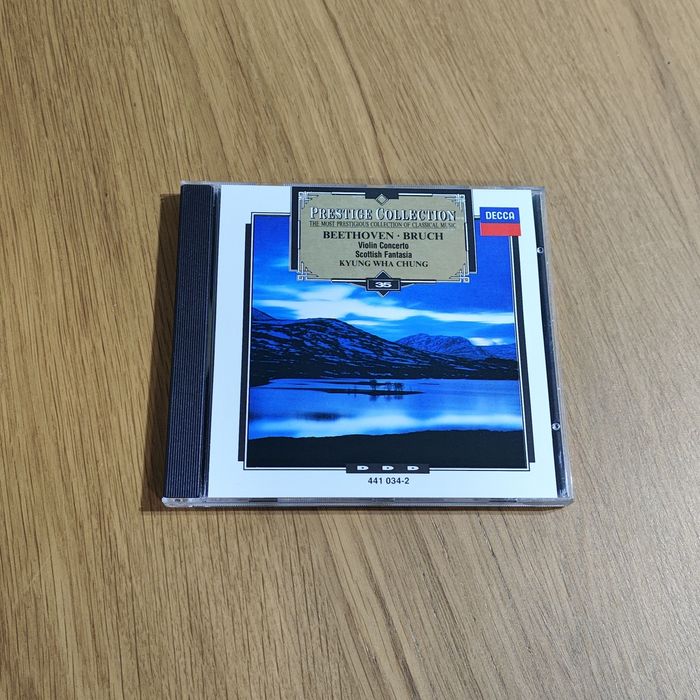 PRESTIGE COLLECTION
THE MOST PRESTIGIOUS COLLECTION OF CLASSICAL MUSIC
BEETHOVEN · BRUCH
Violin Concerto
Scottish Fantasia
KYUNG WHA CHUNG
35
DECCA
D D D
441 034-2